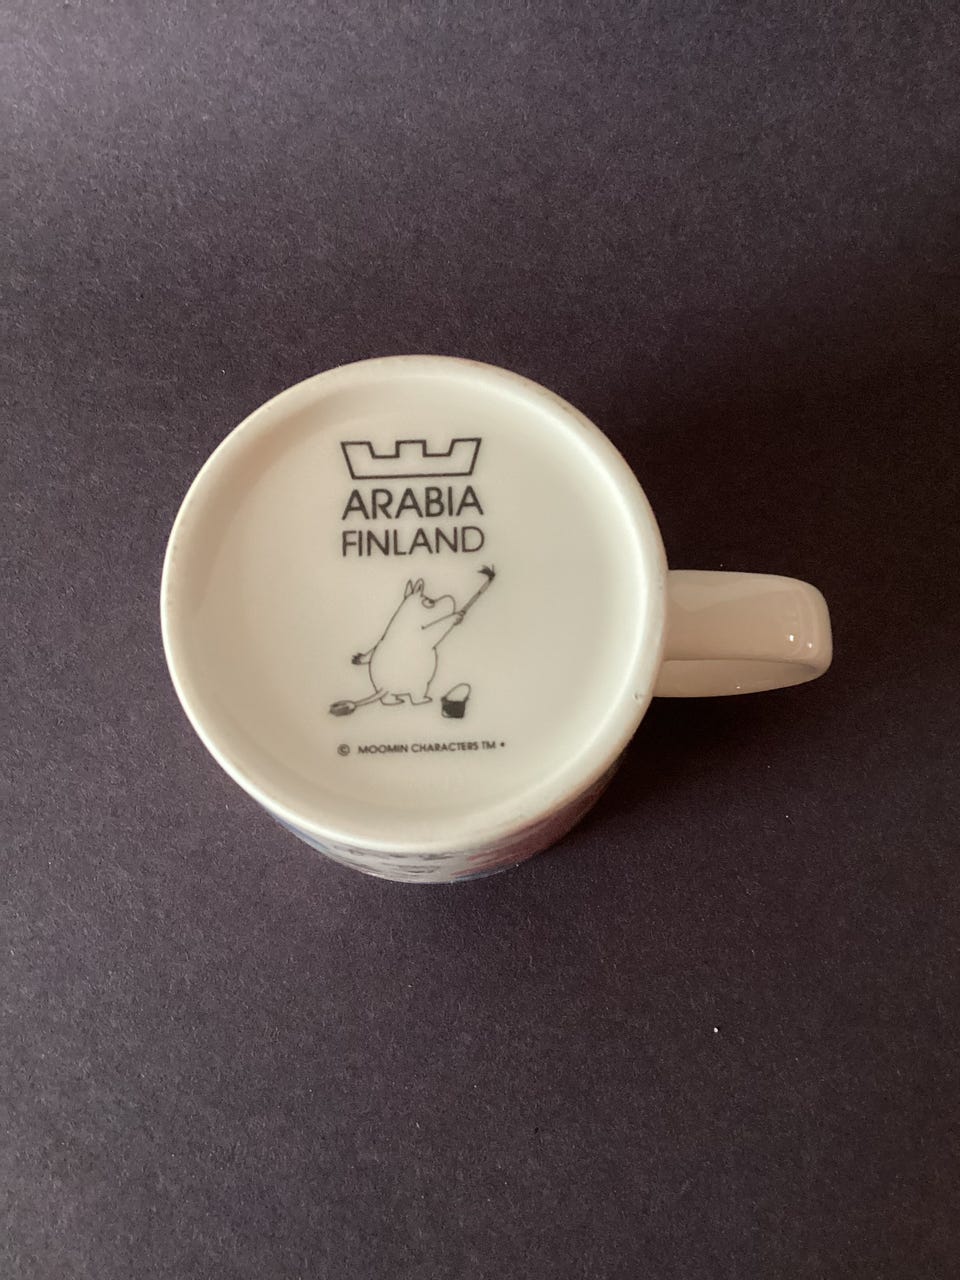 ARABIA
FINLAND
© MOOMIN CHARACTERS TM •